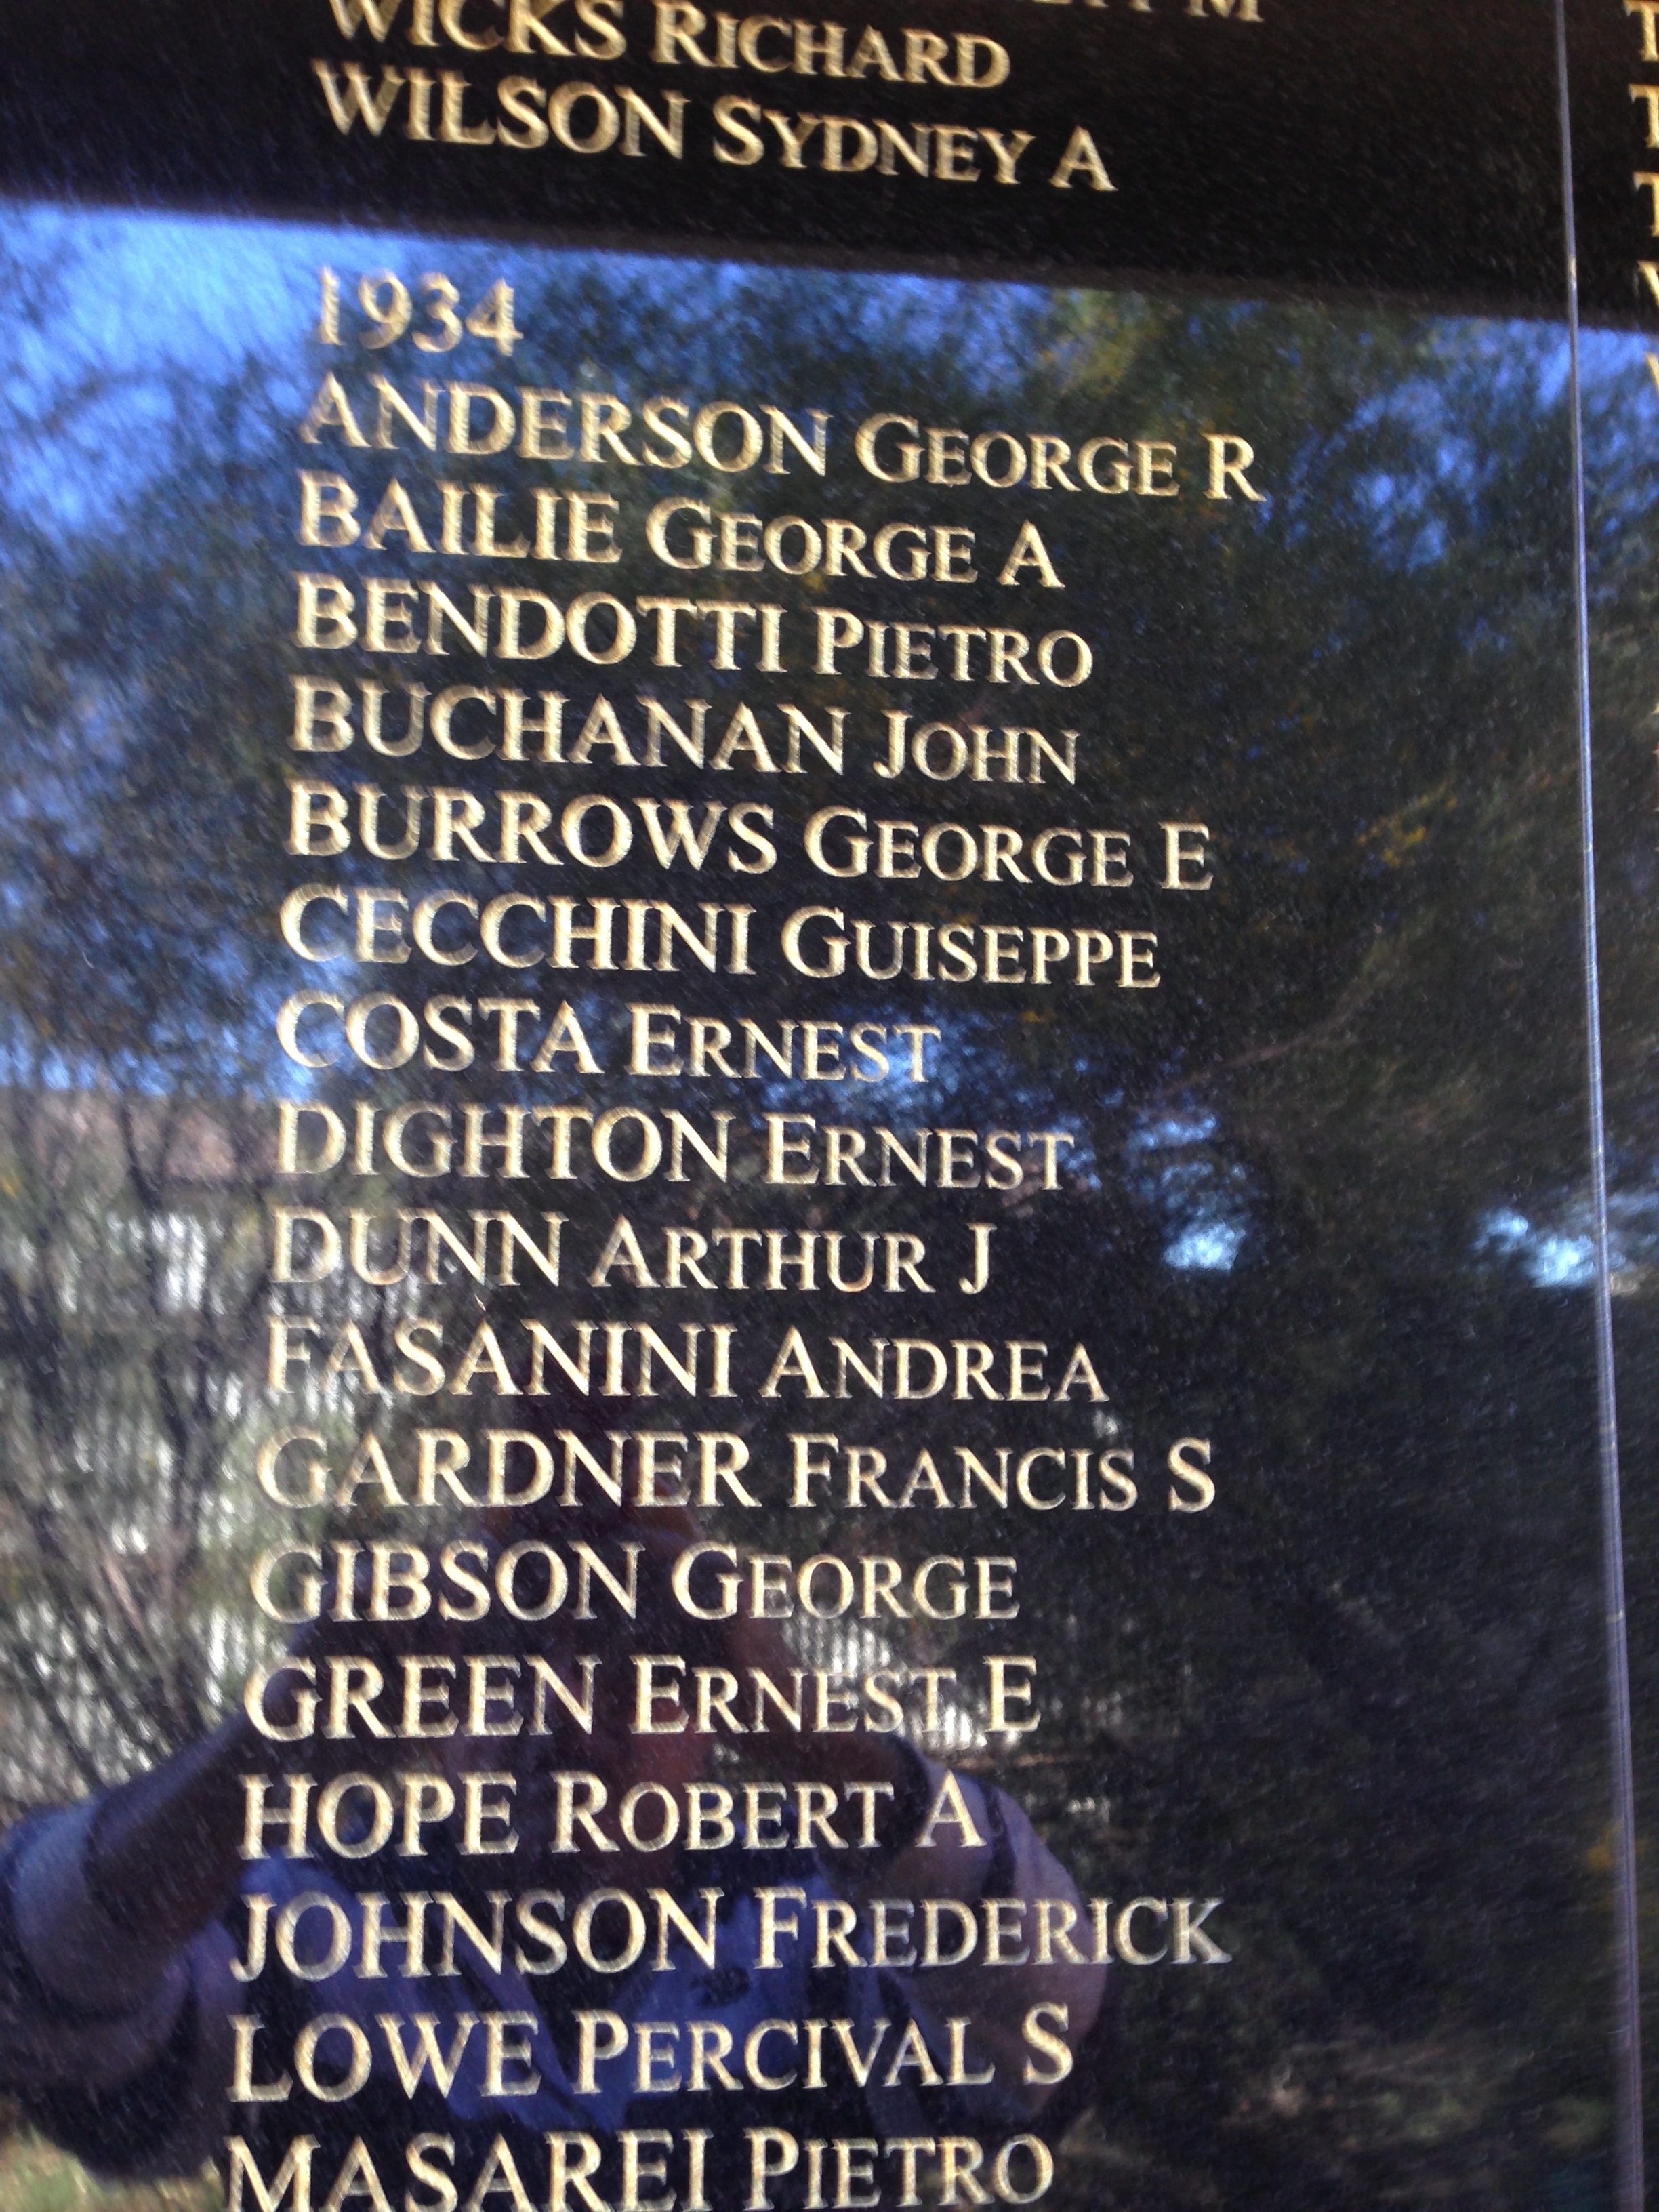 WICKS RICHARD
WILSON SYDNEY A
1934
ANDERSON GEORGE R
BAILIE GEORGE A
BENDOTTI PIETRO
BUCHANAN JOHN
BURROWS GEORGE E
CECCHINI GUISEPPE
COSTA ERNEST
DIGHTON ERNEST
DUNN ARTHUR J
FASANINI ANDREA
GARDNER FRANCIS S
GIBSON GEORGE
GREEN ERNEST E
HOPE ROBERT A
JOHNSON FREDERICK
LOWE PERCIVAL S
MASAREI PIETRO